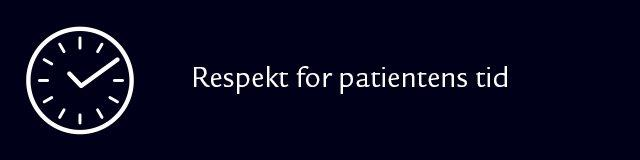 Respekt for patientens tid